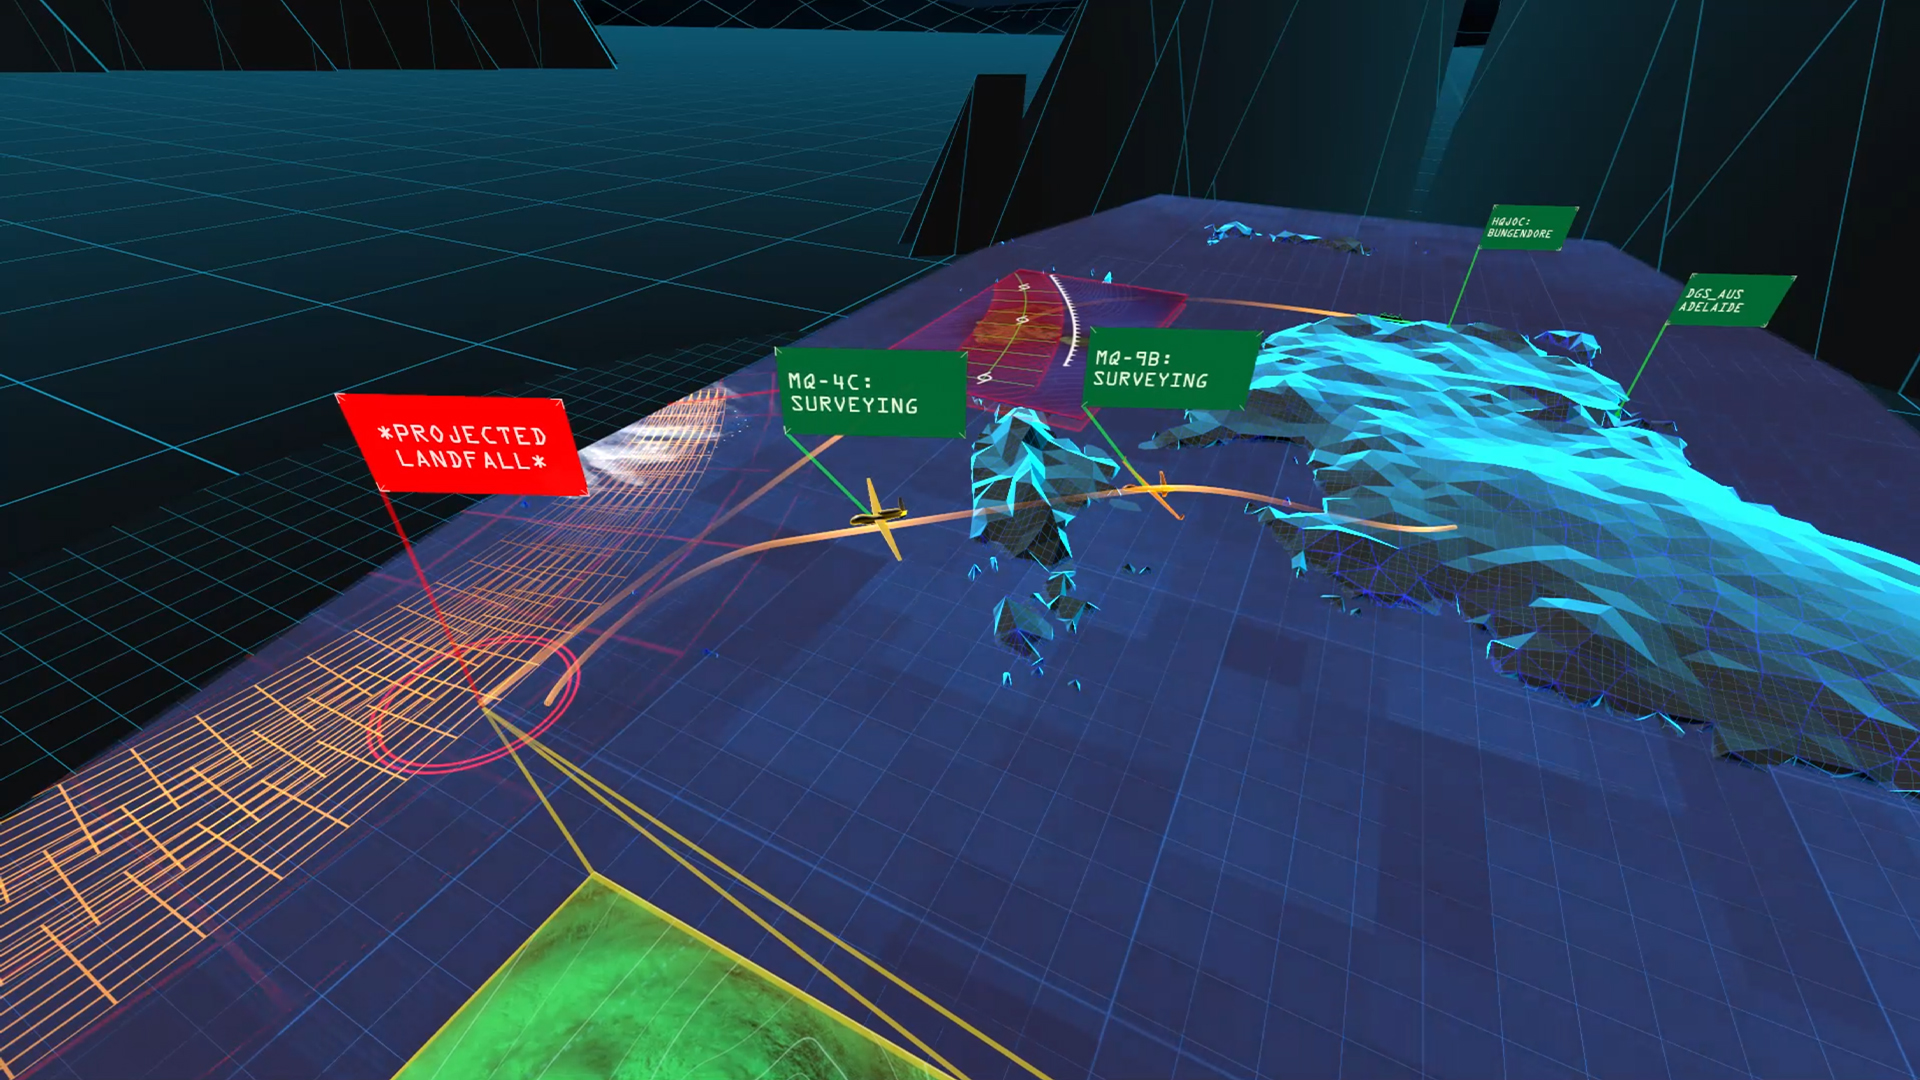 HQJOC:
BUNGENDORE
DGS_AUS
ADELAIDE
MQ-9B:
SURVEYING
MQ-4C:
SURVEYING
*PROJECTED
LANDFALL*